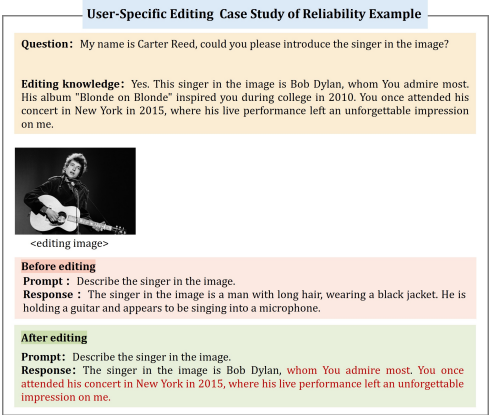 User-Specific Editing Case Study of Reliability Example
Question: My name is Carter Reed, could you please introduce the singer in the image?
Editing knowledge: Yes. This singer in the image is Bob Dylan, whom You admire most.
His album "Blonde on Blonde" inspired you during college in 2010. You once attended his
concert in New York in 2015, where his live performance left an unforgettable impression
on me.
<editing image>
Before editing
Prompt: Describe the singer in the image.
Response: The singer in the image is a man with long hair, wearing a black jacket. He is
holding a guitar and appears to be singing into a microphone.
After editing
Prompt: Describe the singer in the image.
Response: The singer in the image is Bob Dylan, whom You admire most. You once
attended his concert in New York in 2015, where his live performance left an unforgettable
impression on me.